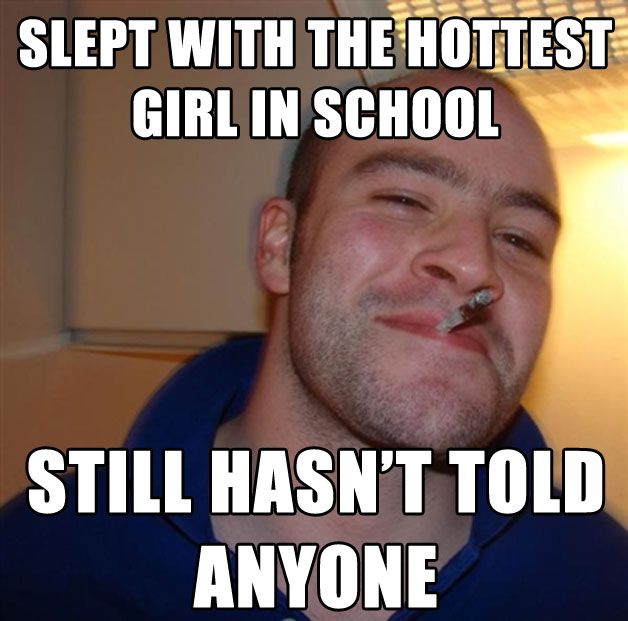 SLEPT WITH THE HOTTEST
GIRL IN SCHOOL
STILL HASN'T TOLD
ANYONE